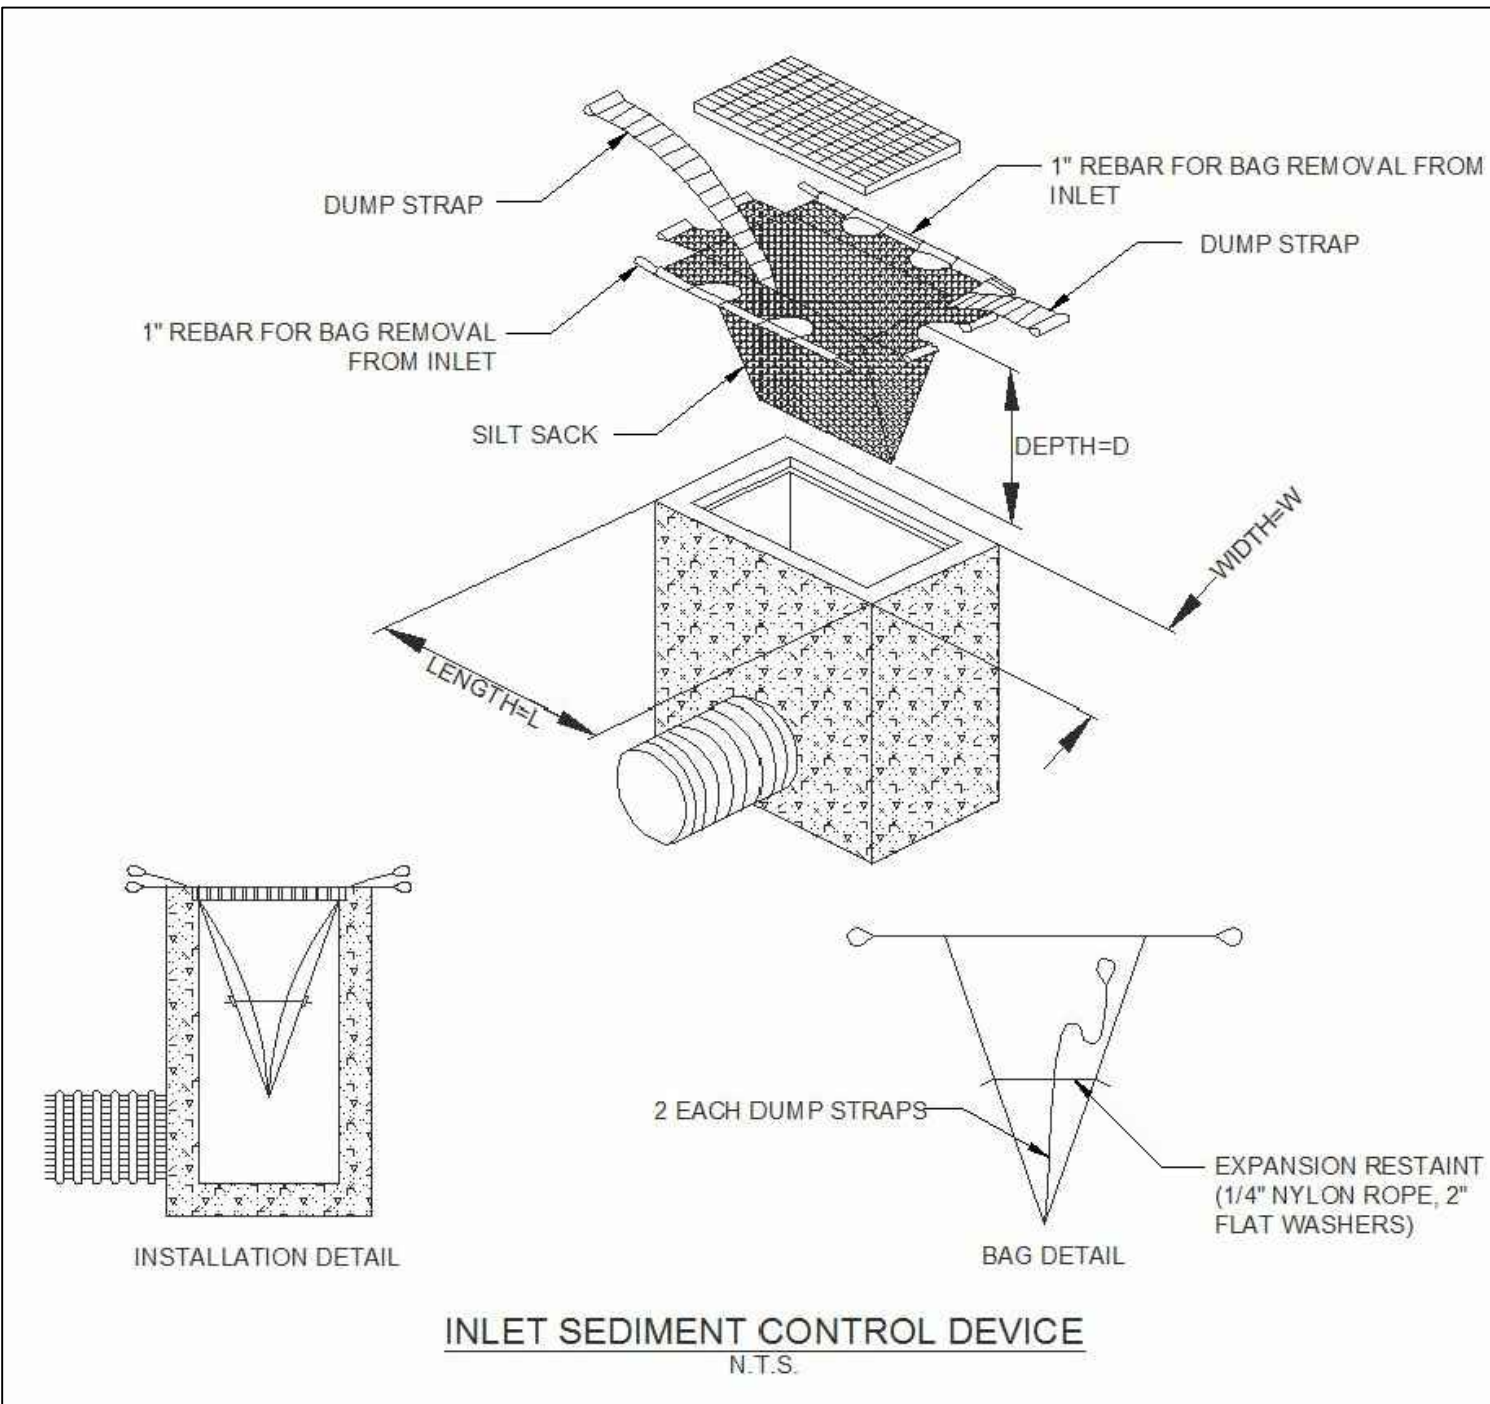 1" REBAR FOR BAG REMOVAL FROM
INLET
DUMP STRAP
DUMP STRAP
1" REBAR FOR BAG REMOVAL
FROM INLET
SILT SACK
DEPTH=D
WIDTH=W
LENGTH=L
2 EACH DUMP STRAPS
EXPANSION RESTAINT
(1/4" NYLON ROPE, 2"
FLAT WASHERS)
INSTALLATION DETAIL
BAG DETAIL
INLET SEDIMENT CONTROL DEVICE
N.T.S.